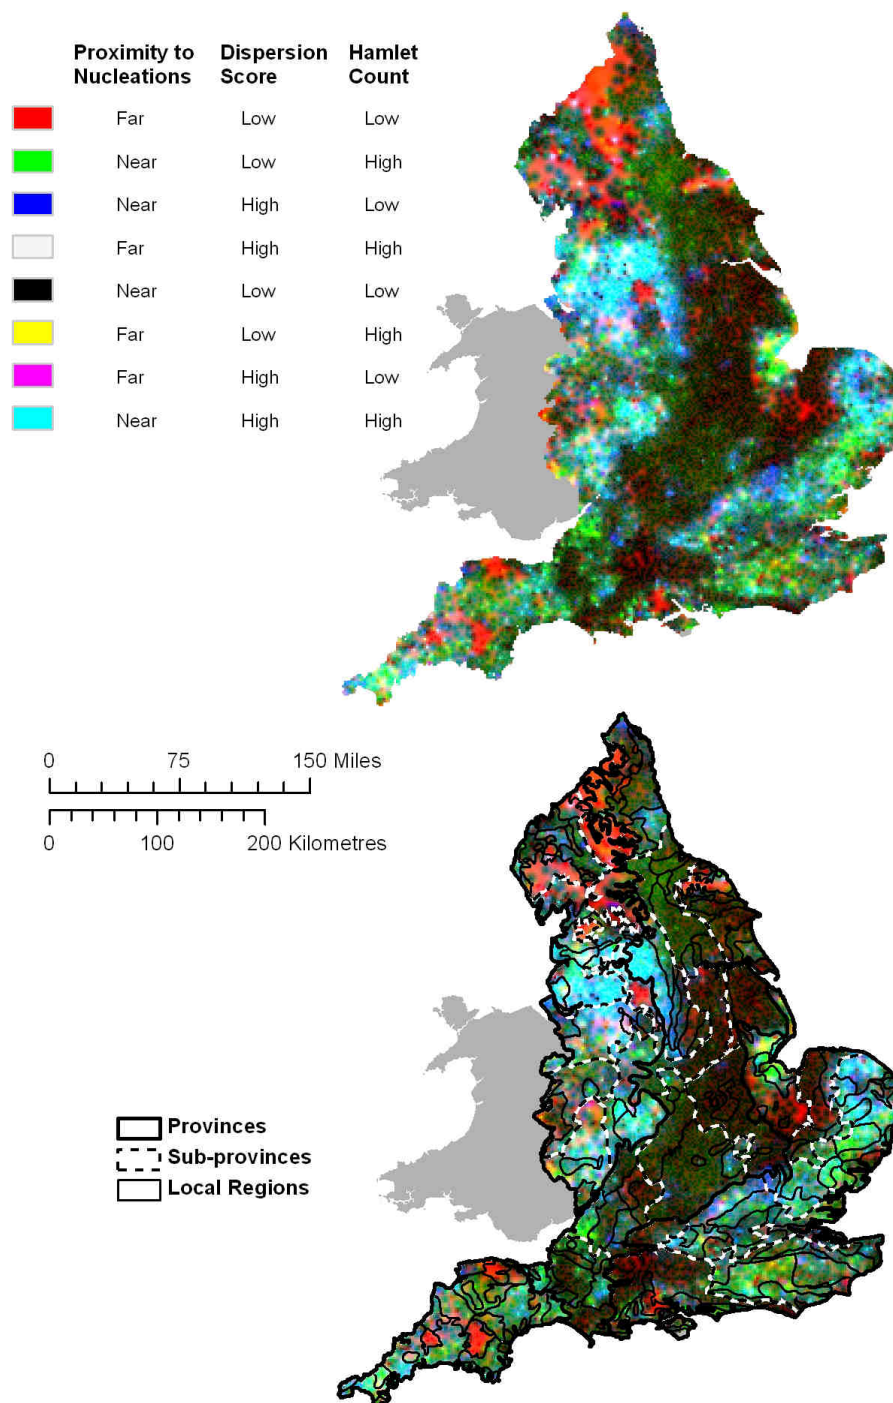 Proximity to Nucleations Dispersion Score Hamlet Count
Far Low Low
Near Low High
Near High Low
Far High High
Near Low Low
Far Low High
Far High Low
Near High High
0 75 150 Miles
0 100 200 Kilometres
Provinces
Sub-provinces
Local Regions